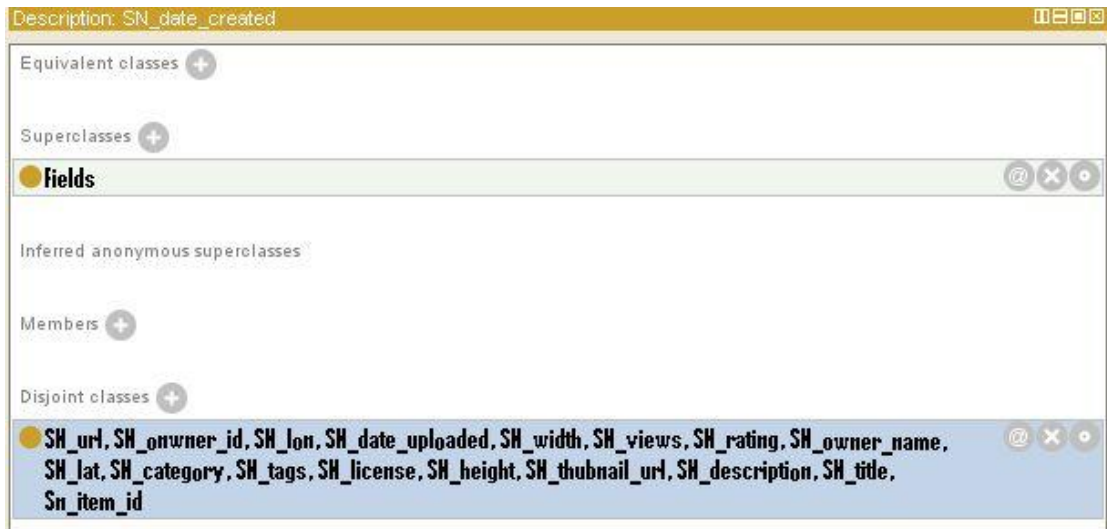 Description: SN_date_created
Equivalent classes
Superclasses
Fields
Inferred anonymous superclasses
Members
Disjoint classes
SN_url, SN_onwner_id, SN_lon, SN_date_uploaded, SN_width, SN_views, SN_rating, SN_owner_name,
SN_lat, SN_category, SN_tags, SN_license, SN_height, SN_thubnail_url, SN_description, SN_title,
Sn_item_id